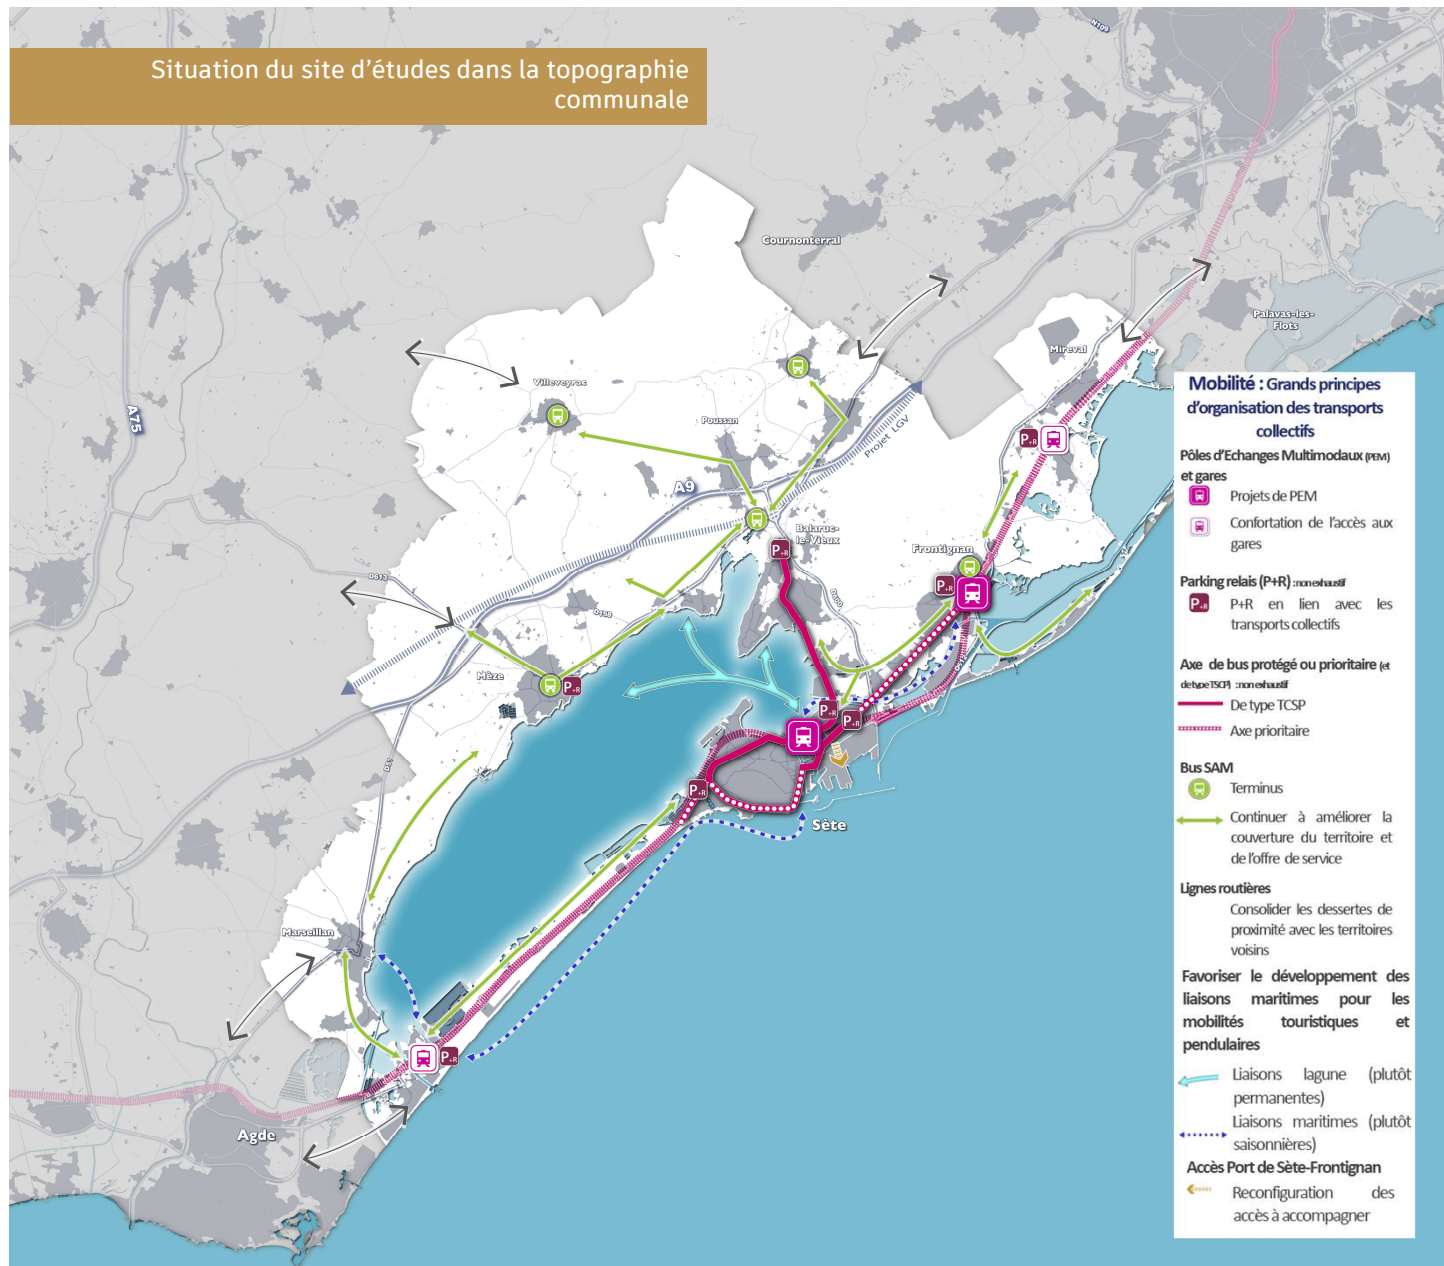 Situation du site d’études dans la topographie
communale
N109
Cournonterral
Palavas-les-
Flots
Mireval
A75
Villeveyrac
Poussan
Projet LGV
A9
Balaruc-
le-Vieux
Frontignan
D613
D158
D600
D612
Mèze
D51
Sète
Marseillan
Agde
P+R
P+R
P+R
P+R
P+R
P+R
P+R
P+R
Mobilité : Grands principes
d’organisation des transports
collectifs
Pôles d’Echanges Multimodaux (PEM)
et gares
Projets de PEM
Confortation de l’accès aux
gares
Parking relais (P+R) : non exhaustif
P+R
P+R en lien avec les
transports collectifs
Axe de bus protégé ou prioritaire (et
de type TSCP) : non exhaustif
De type TCSP
Axe prioritaire
Bus SAM
Terminus
Continuer à améliorer la
couverture du territoire et
de l’offre de service
Lignes routières
Consolider les dessertes de
proximité avec les territoires
voisins
Favoriser le développement des
liaisons maritimes pour les
mobilités touristiques et
pendulaires
Liaisons lagune (plutôt
permanentes)
Liaisons maritimes (plutôt
saisonnières)
Accès Port de Sète-Frontignan
Reconfiguration des
accès à accompagner